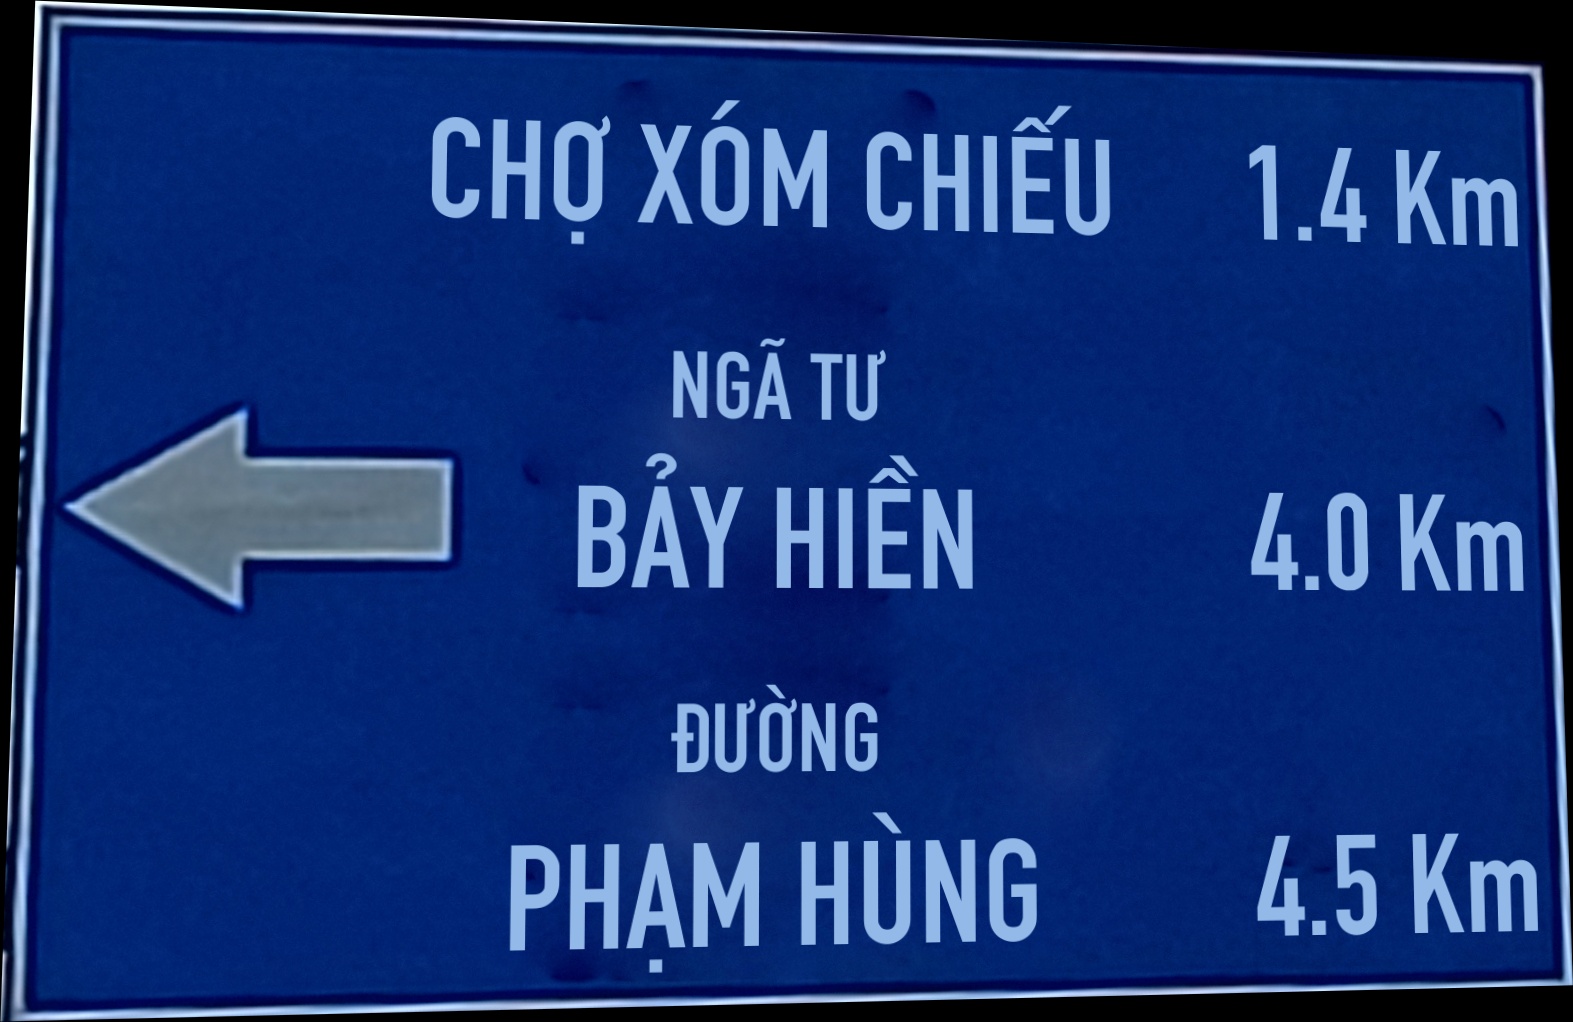 CHỢ XÓM CHIẾU 1.4 Km
NGÃ TƯ
BẢY HIỀN 4.0 Km
ĐƯỜNG
PHẠM HÙNG 4.5 Km